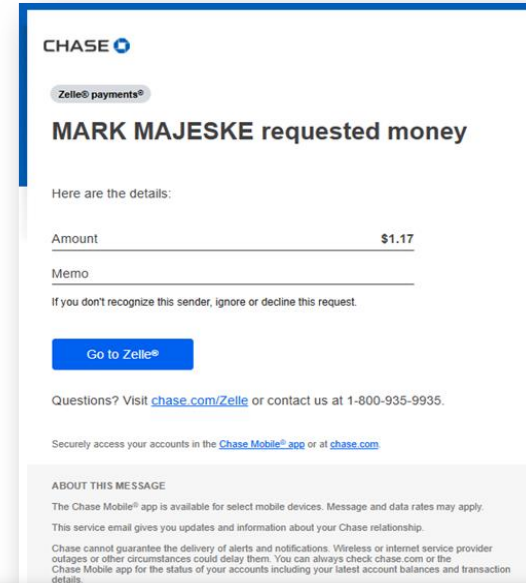 CHASE
Zelle® payments®
MARK MAJESKE requested money
Here are the details:
Amount $1.17
Memo
If you don't recognize this sender, ignore or decline this request.
Go to Zelle®
Questions? Visit chase.com/Zelle or contact us at 1-800-935-9935.
Securely access your accounts in the Chase Mobile® app or at chase.com.
ABOUT THIS MESSAGE
The Chase Mobile® app is available for select mobile devices. Message and data rates may apply.
This service email gives you updates and information about your Chase relationship.
Chase cannot guarantee the delivery of alerts and notifications. Wireless or internet service provider
outages or other circumstances could delay them. You can always check chase.com or the
Chase Mobile app for the status of your accounts including your latest account balances and transaction
details.